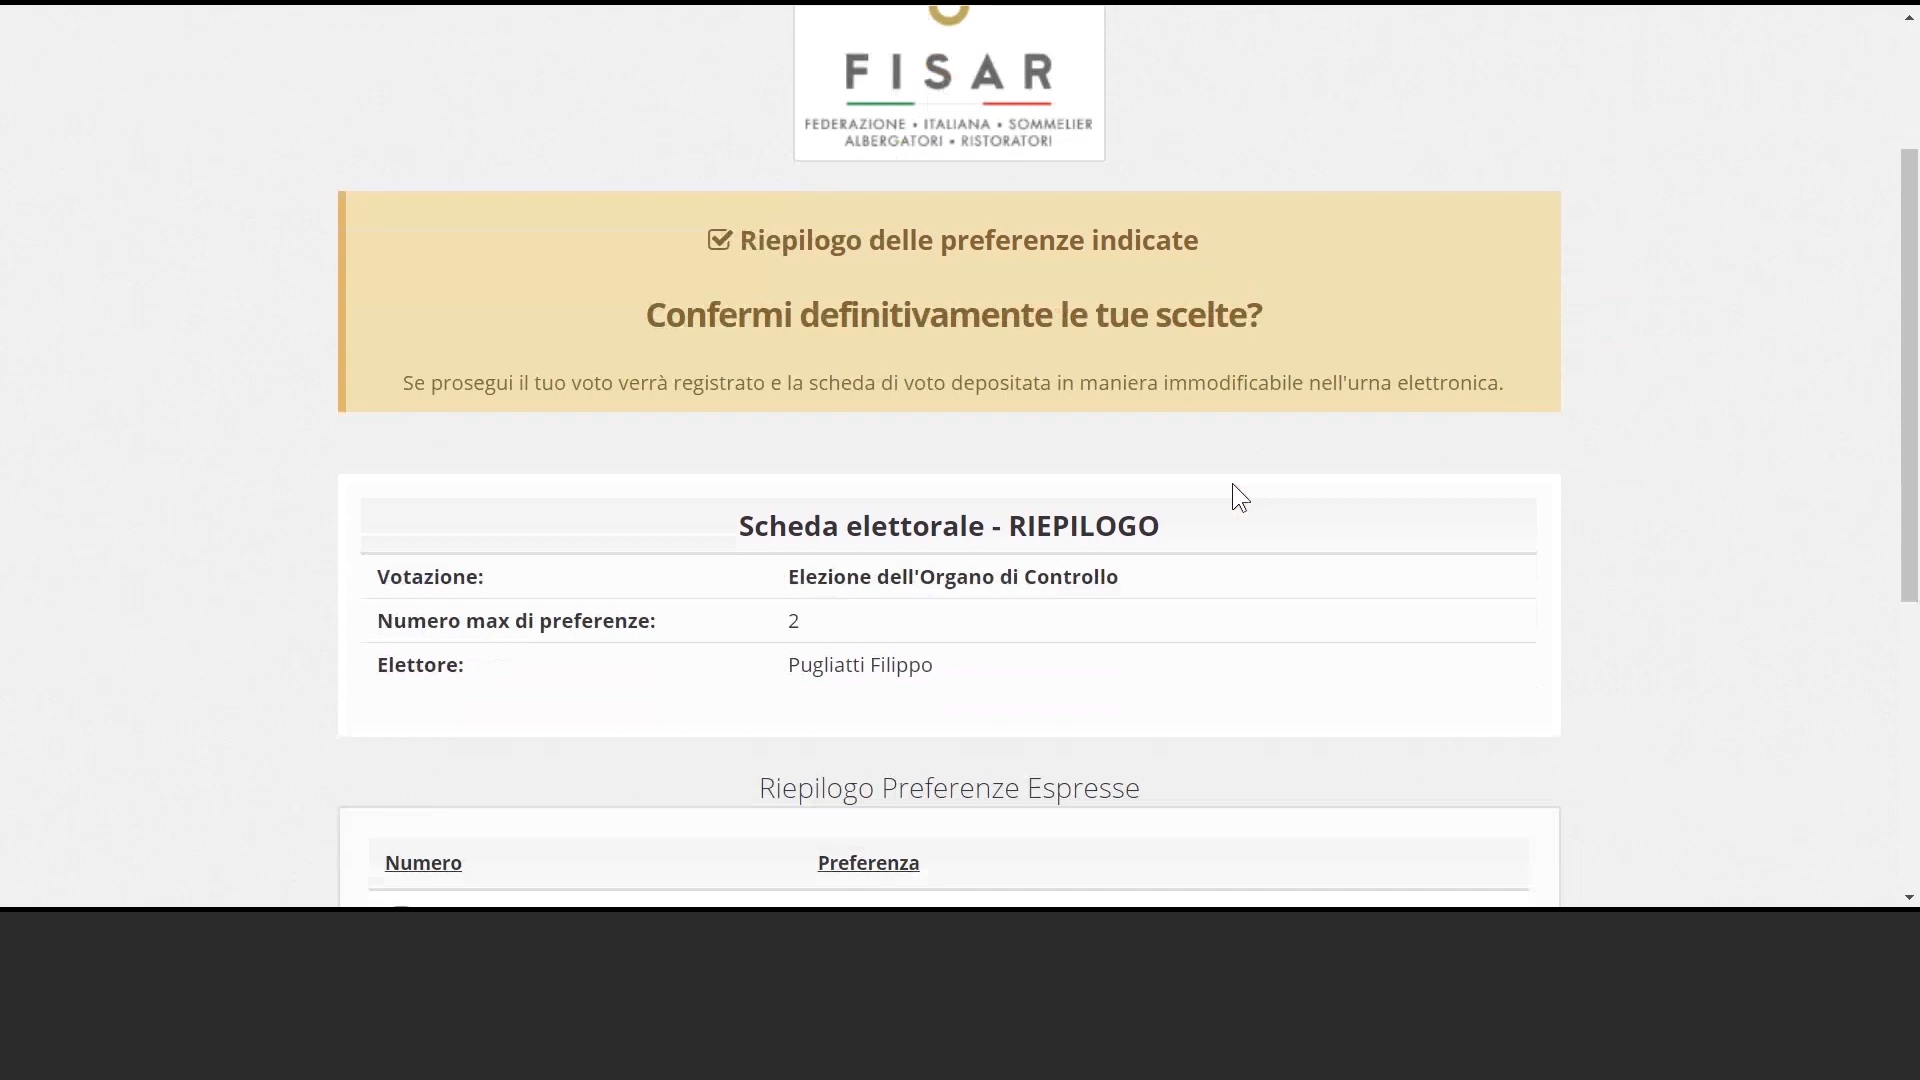 FISAR
FEDERAZIONE • ITALIANA • SOMMELIER
ALBERGATORI • RISTORATORI
Riepilogo delle preferenze indicate
Confermi definitivamente le tue scelte?
Se prosegui il tuo voto verrà registrato e la scheda di voto depositata in maniera immodificabile nell'urna elettronica.
Scheda elettorale - RIEPILOGO
Votazione: Elezione dell'Organo di Controllo
Numero max di preferenze: 2
Elettore: Pugliatti Filippo
Riepilogo Preferenze Espresse
Numero Preferenza